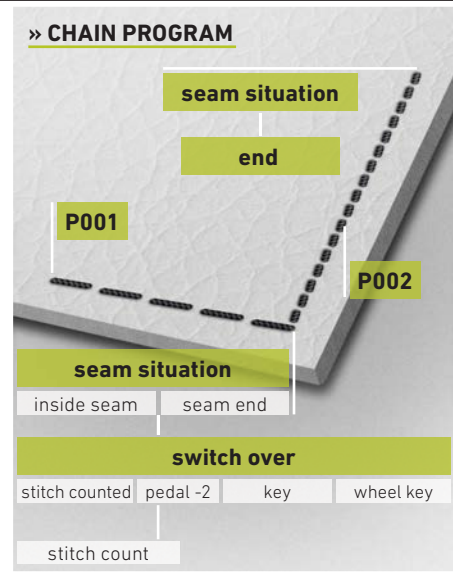 » CHAIN PROGRAM
seam situation
end
P001
P002
seam situation
inside seam seam end
switch over
stitch counted pedal -2 key wheel key
stitch count